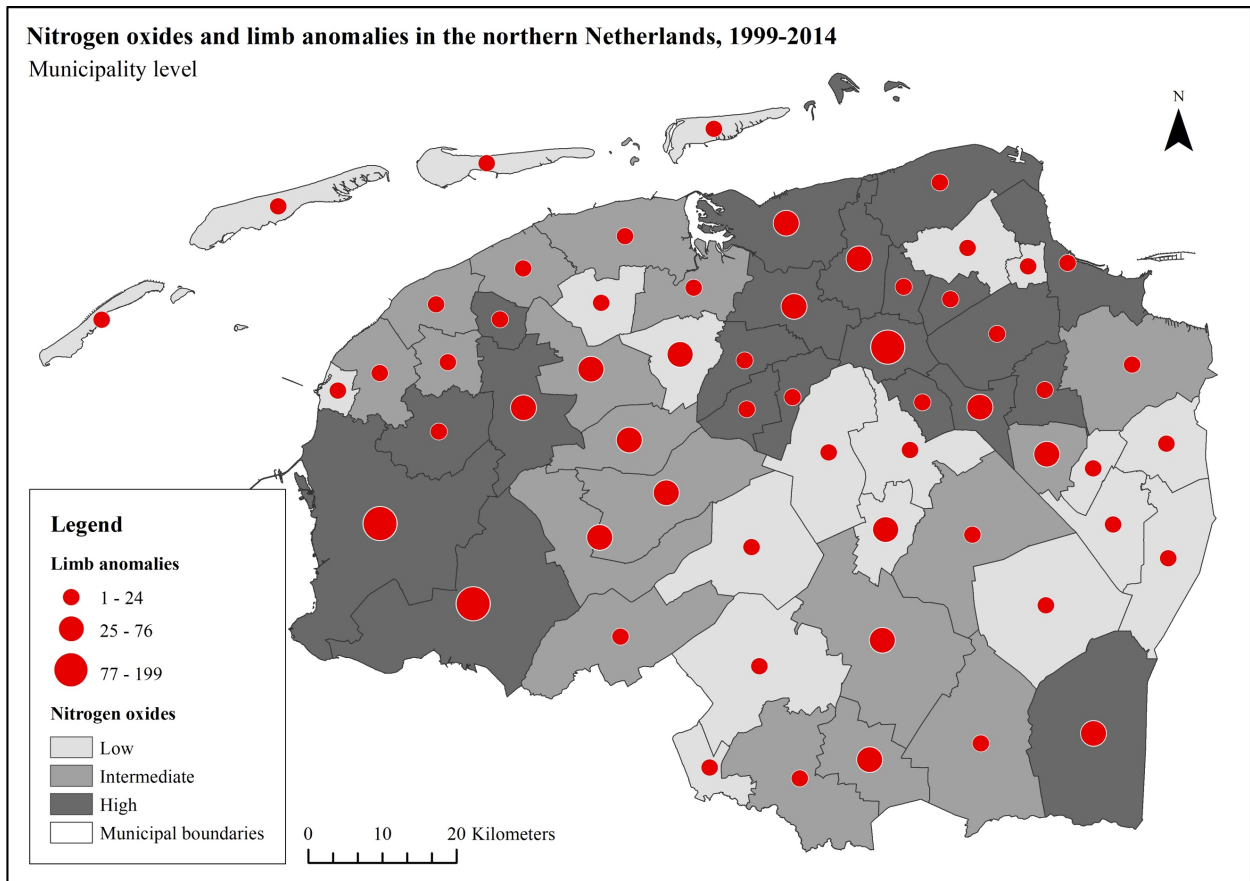 Nitrogen oxides and limb anomalies in the northern Netherlands, 1999-2014
Municipality level
N
Legend
Limb anomalies
1 - 24
25 - 76
77 - 199
Nitrogen oxides
Low
Intermediate
High
Municipal boundaries
0 10 20 Kilometers